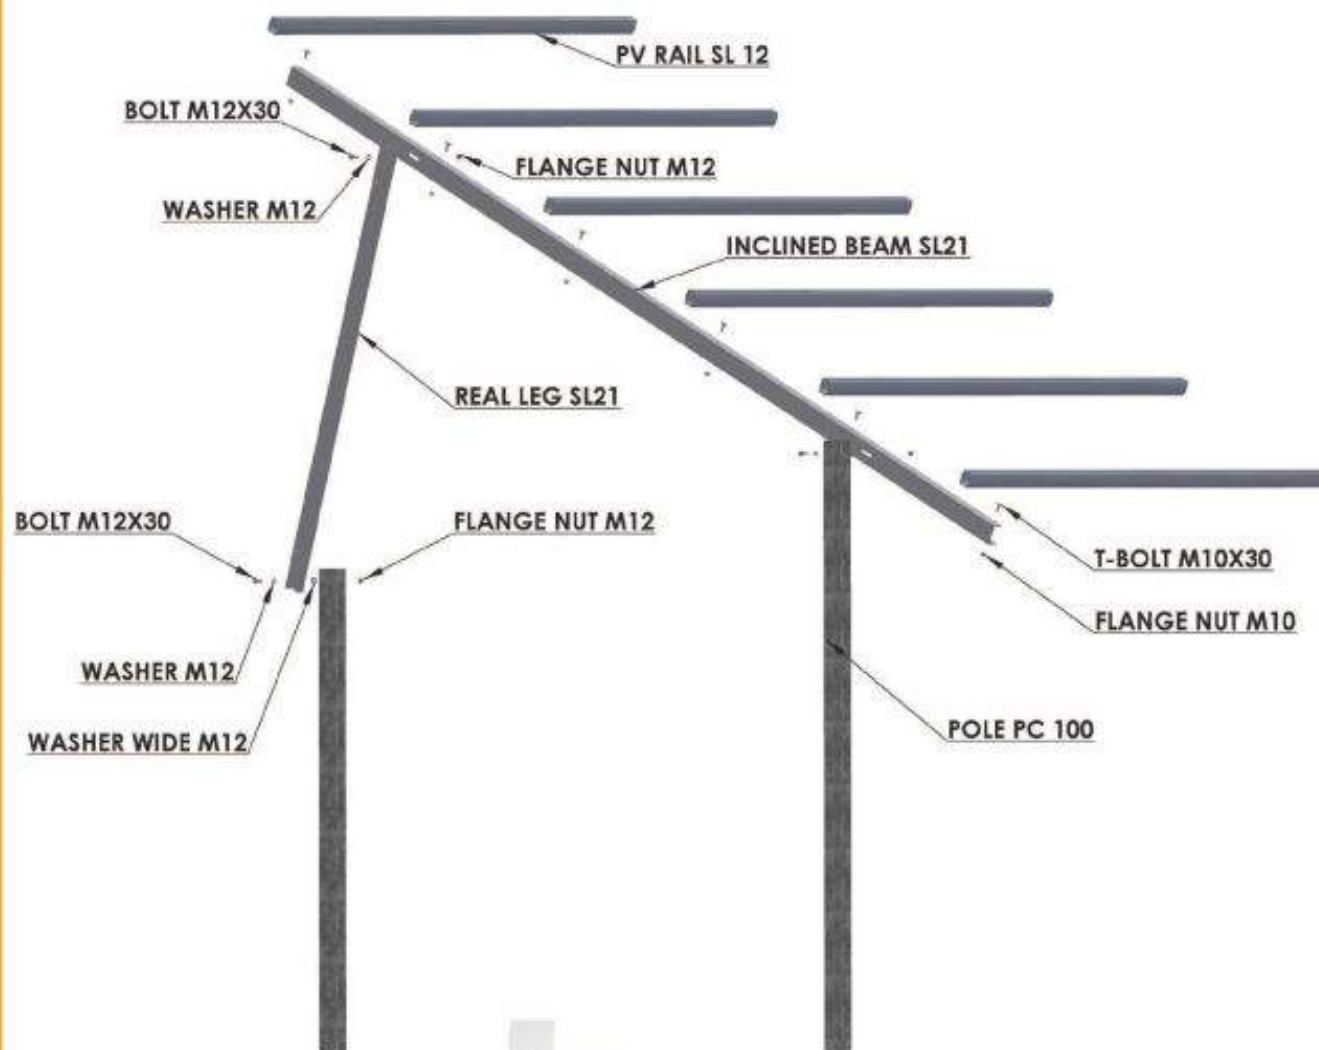 PV RAIL SL 12
BOLT M12X30
FLANGE NUT M12
WASHER M12
INCLINED BEAM SL21
REAL LEG SL21
BOLT M12X30
FLANGE NUT M12
T-BOLT M10X30
FLANGE NUT M10
WASHER M12
POLE PC 100
WASHER WIDE M12